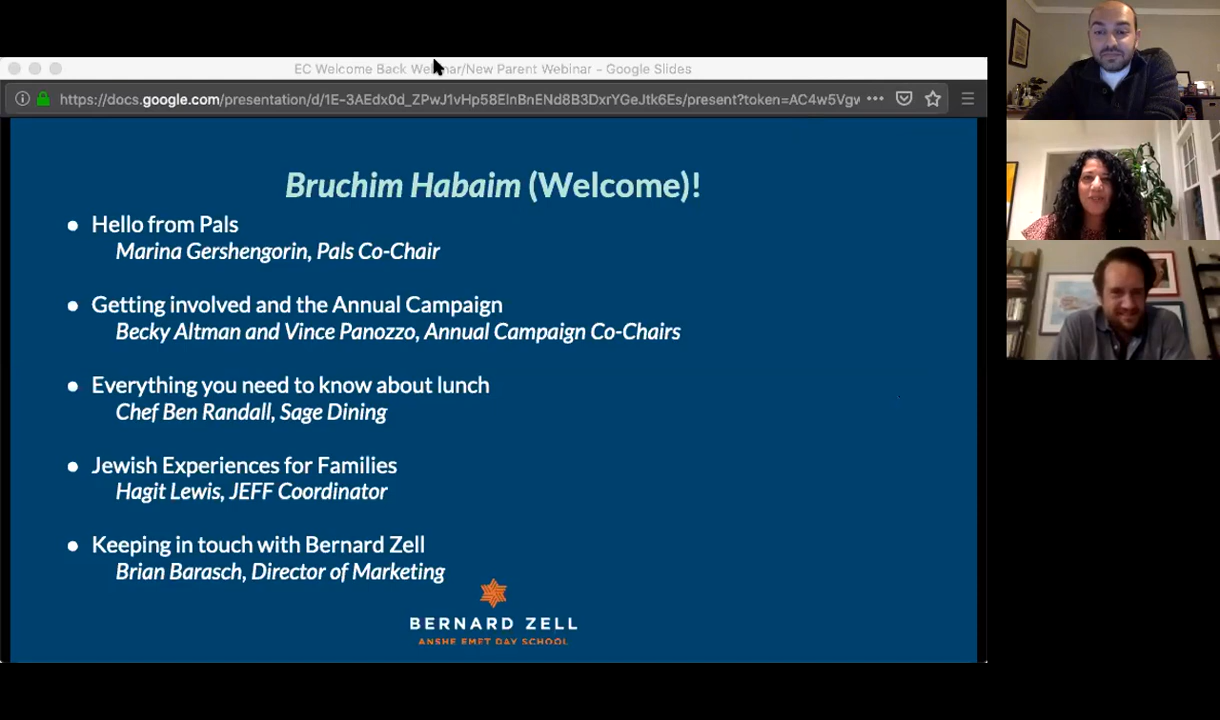 EC Welcome Back Webinar/New Parent Webinar - Google Slides
https://docs.google.com/presentation/d/1E-3AEdx0d_ZPwJ1vHp58ElnBnENd8B3DxrYGeJtk6Es/present?token=AC4w5Vgw
Bruchim Habaim (Welcome)!
● Hello from Pals
Marina Gershengorin, Pals Co-Chair
● Getting involved and the Annual Campaign
Becky Altman and Vince Panozzo, Annual Campaign Co-Chairs
● Everything you need to know about lunch
Chef Ben Randall, Sage Dining
● Jewish Experiences for Families
Hagit Lewis, JEFF Coordinator
● Keeping in touch with Bernard Zell
Brian Barasch, Director of Marketing
BERNARD ZELL
ANSHE EMET DAY SCHOOL